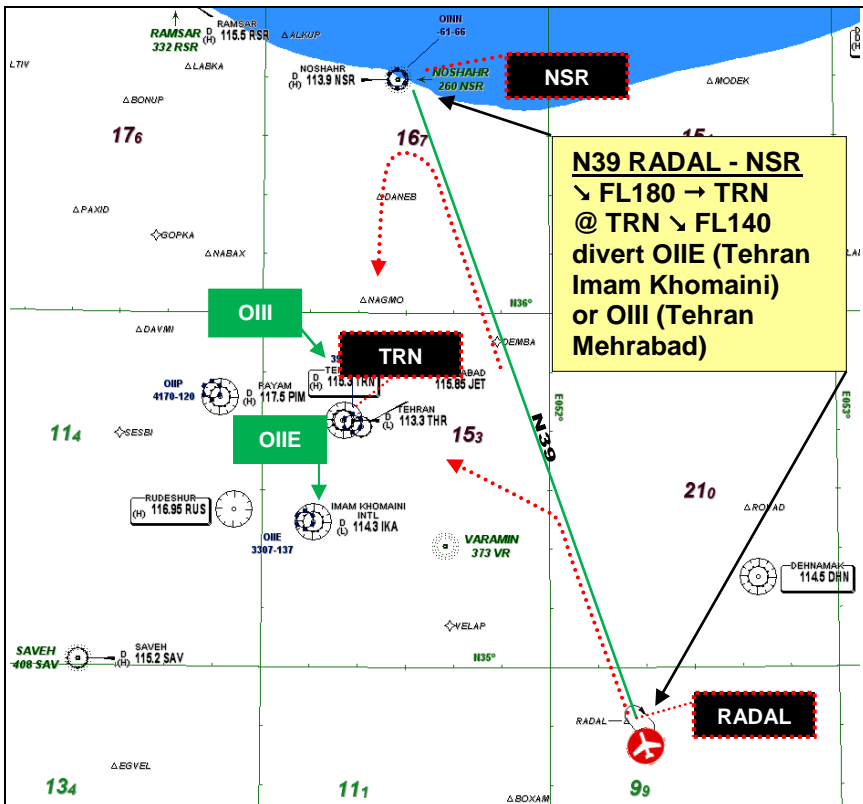 RAMSAR
332 RSR
RAMSAR
D
(H) 115.5 RSR
ALKUP
OINN
-61-66
LTIV
LABKA
NOSHAHR
D
(H) 113.9 NSR
NOSHAHR
260 NSR
NSR
MODEK
BONUP
17₆
16₇
N39 RADAL - NSR
↘ FL180 → TRN
@ TRN ↘ FL140
divert OIIE (Tehran
Imam Khomaini)
or OIII (Tehran
Mehrabad)
DANEB
PAXID
GOPKA
NABAX
NAGMO
N36°
OIII
DAVMI
DEMBA
TRN
D
(H) 115.3 TRN
115.85 JET
OIIP
4170-120
PAYAM
D
(H) 117.5 PIM
TEHRAN
D
(L) 113.3 THR
E052°
E053°
11₄
SESBI
OIIE
15₃
N39
21₀
RUDESHUR
(H) 116.95 RUS
IMAM KHOMAINI
INTL
D
(L) 114.3 IKA
OIIE
3307-137
VARAMIN
373 VR
DEHNAMAK
114.5 DHN
VELAP
SAVEH
408 SAV
SAVEH
D
(H) 115.2 SAV
N35°
RADAL
RADAL
EGVEL
13₄
11₁
BOXAM
9₉